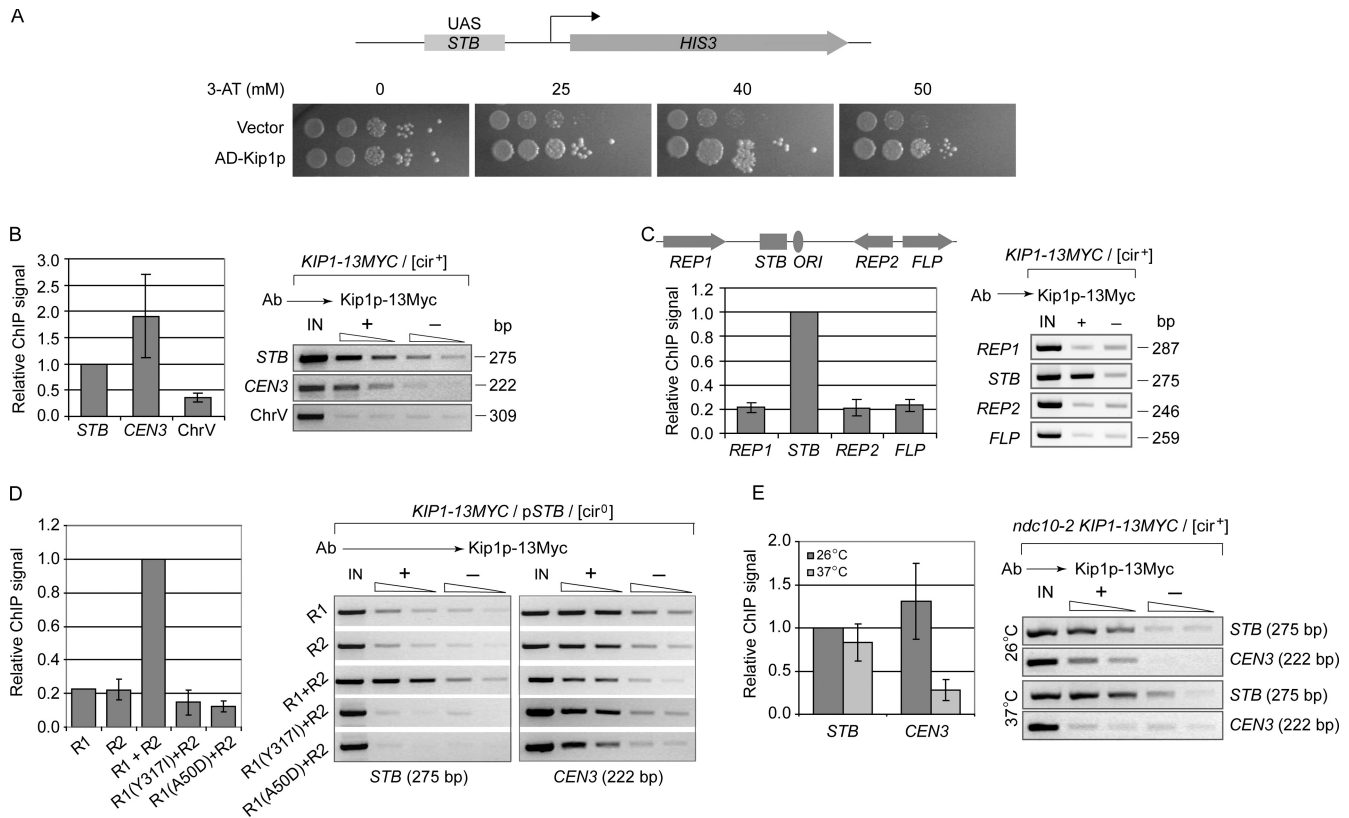 A
UAS
STB
HIS3
3-AT (mM)
0
25
40
50
Vector
AD-Kip1p
B
Relative ChIP signal
3.0
2.5
2.0
1.5
1.0
0.5
0.0
STB
CEN3
ChrV
KIP1-13MYC / [cir+]
Ab
Kip1p-13Myc
IN
+
–
bp
STB
275
CEN3
222
ChrV
309
C
REP1
STB
ORI
REP2
FLP
Relative ChIP signal
1.2
1.0
0.8
0.6
0.4
0.2
0.0
REP1
STB
REP2
FLP
KIP1-13MYC / [cir+]
Ab
Kip1p-13Myc
IN
+
–
bp
REP1
287
STB
275
REP2
246
FLP
259
D
Relative ChIP signal
1.2
1.0
0.8
0.6
0.4
0.2
0.0
R1
R2
R1 + R2
R1(Y317I)+R2
R1(A50D)+R2
KIP1-13MYC / pSTB / [cir0]
Ab
Kip1p-13Myc
IN
+
–
IN
+
–
R1
R2
R1+R2
R1(Y317I)+R2
R1(A50D)+R2
STB (275 bp)
CEN3 (222 bp)
E
Relative ChIP signal
2.0
1.5
1.0
0.5
0.0
26°C
37°C
STB
CEN3
ndc10-2 KIP1-13MYC / [cir+]
Ab
Kip1p-13Myc
IN
+
–
26°C
STB (275 bp)
CEN3 (222 bp)
37°C
STB (275 bp)
CEN3 (222 bp)